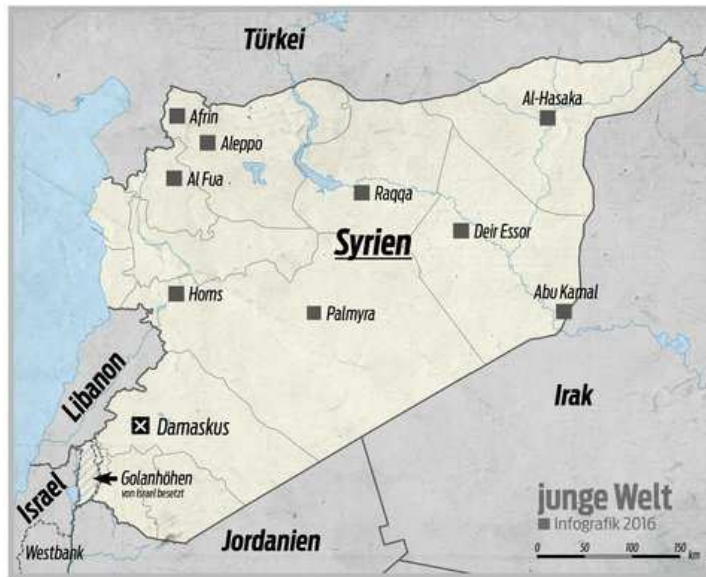 Türkei
Al-Hasaka
Afrin
Aleppo
Al Fua
Raqqa
Syrien
Deir Essor
Homs
Palmyra
Abu Kamal
Libanon
Irak
Damaskus
Israel
Golanhöhen
von Israel besetzt
junge Welt
Infografik 2016
Jordanien
Westbank
0 50 100 150
km